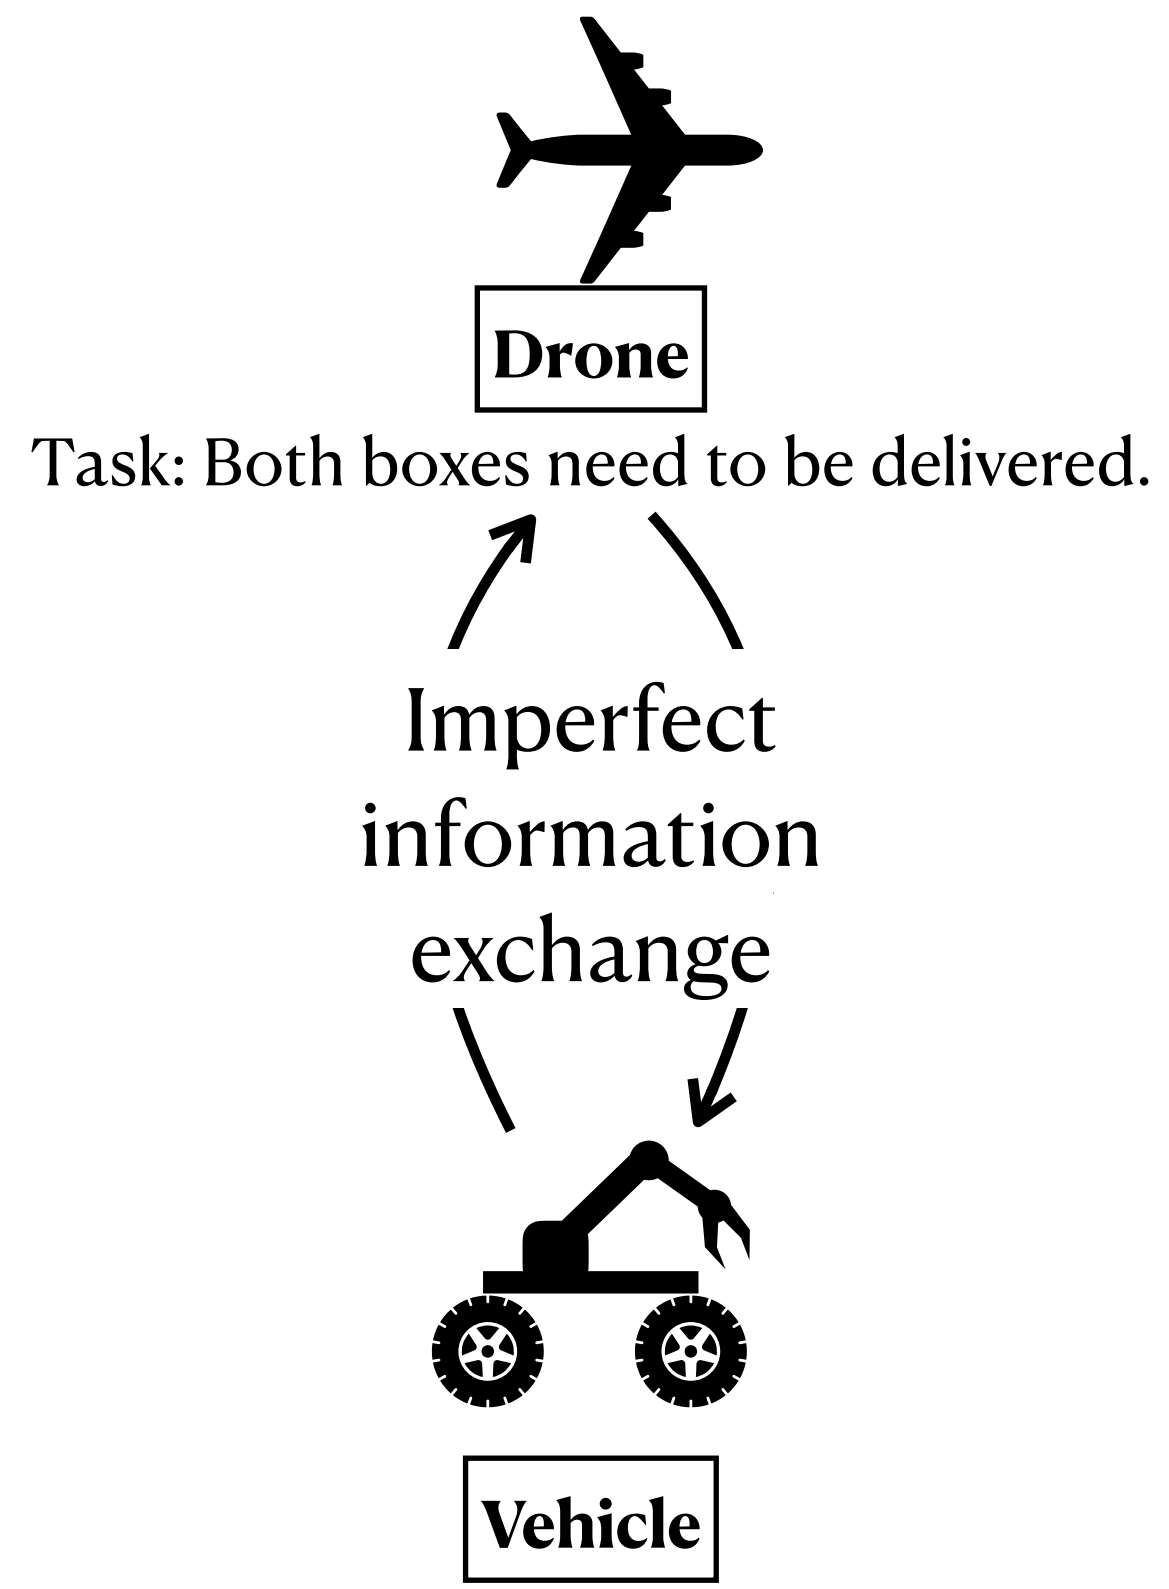 Drone
Task: Both boxes need to be delivered.
Imperfect
information
exchange
Vehicle